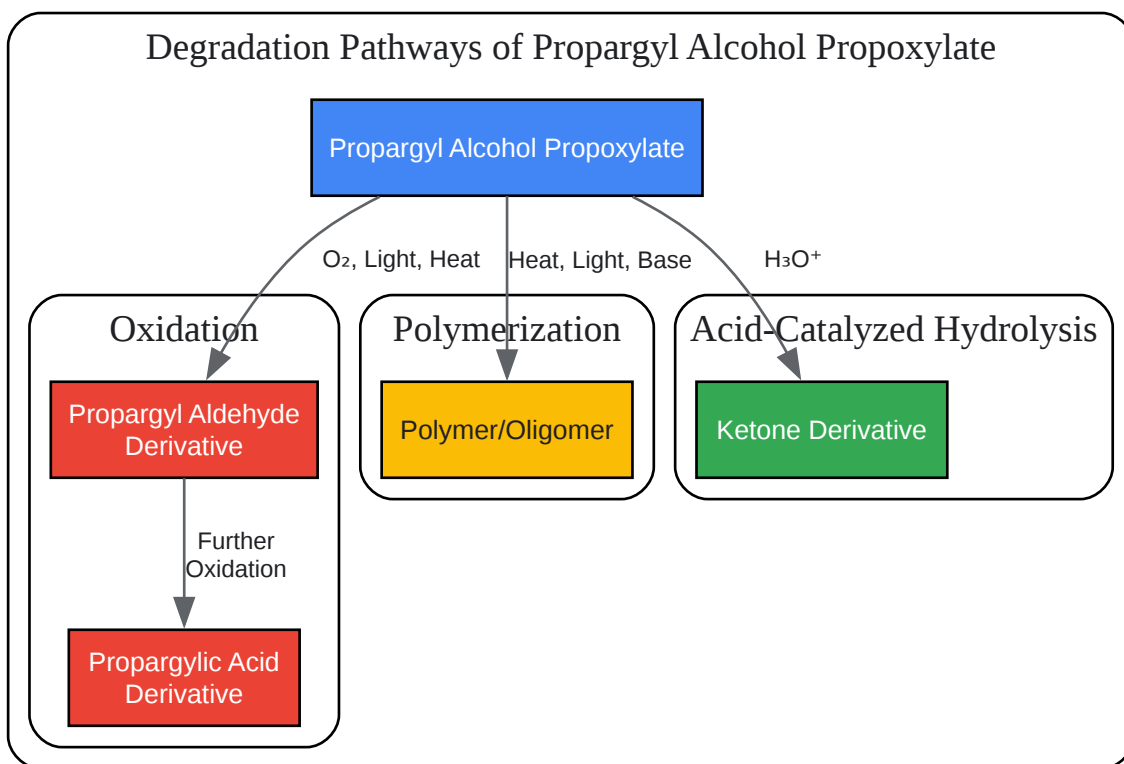 Degradation Pathways of Propargyl Alcohol Propoxylate
Propargyl Alcohol Propoxylate
O₂, Light, Heat
Heat, Light, Base
H₃O⁺
Oxidation
Polymerization
Acid-Catalyzed Hydrolysis
Propargyl Aldehyde
Derivative
Polymer/Oligomer
Ketone Derivative
Further
Oxidation
Propargylic Acid
Derivative